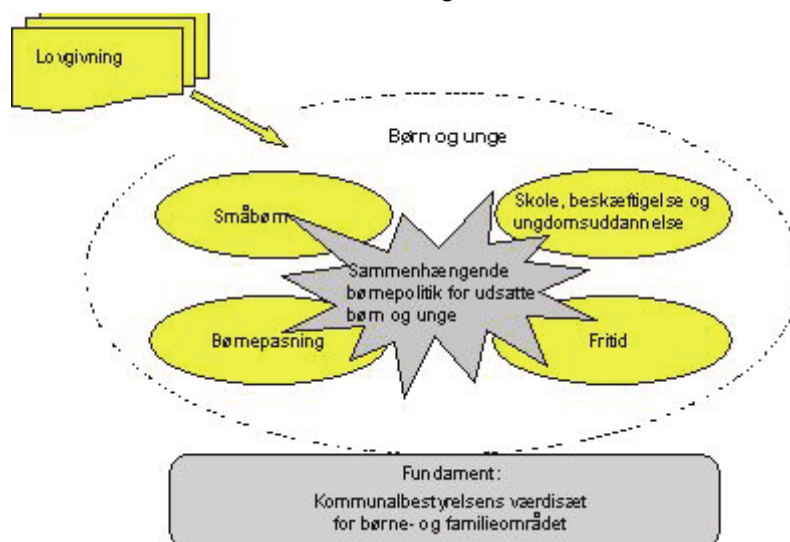 Lovgivning
Børn og unge
Småbørn
Skole, beskæftigelse og
ungdomsuddannelse
Sammenhængende
børnepolitik for udsatte
børn og unge
Børnepasning
Fritid
Fundament:
Kommunalbestyrelsens værdisæt
for børne- og familieområdet